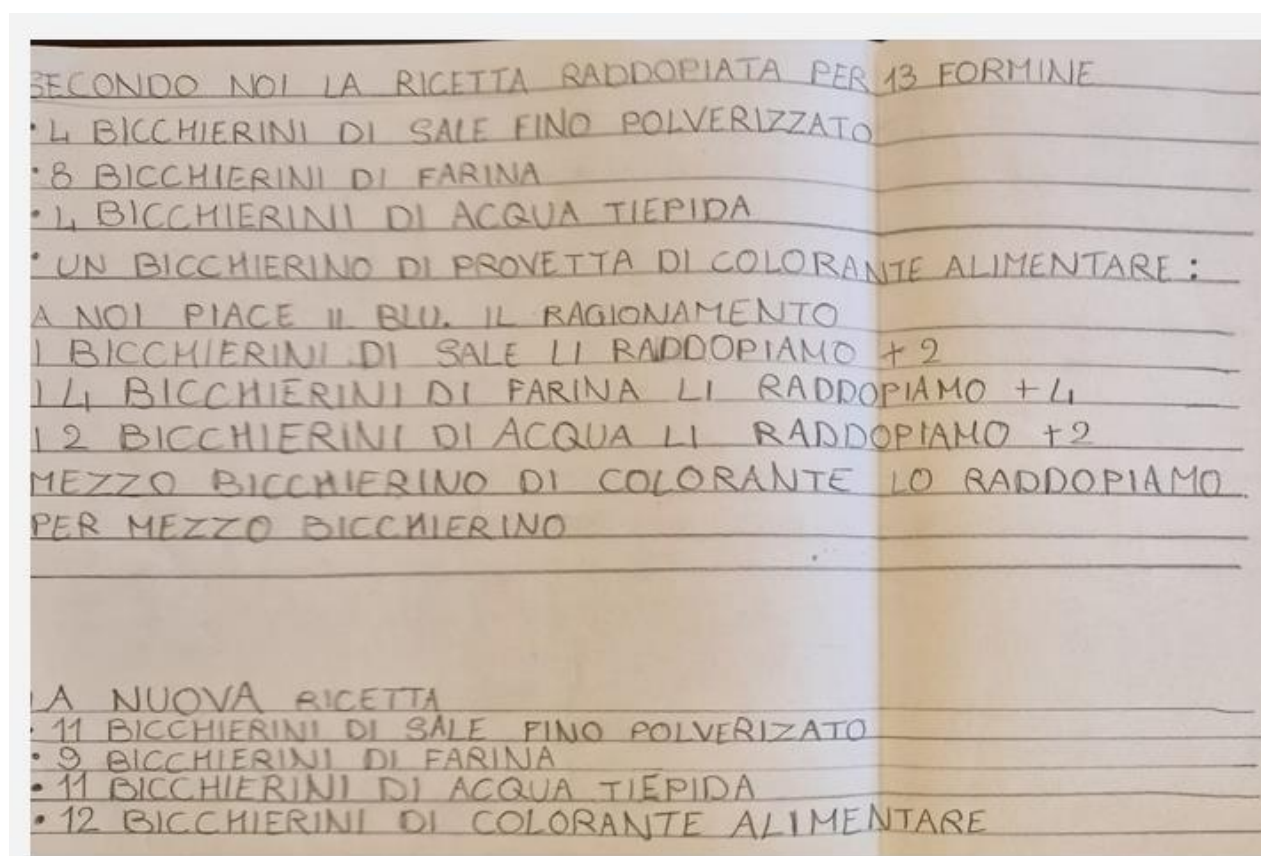 SECONDO NOI LA RICETTA RADDOPIATA PER 13 FORMINE
• 4 BICCHIERINI DI SALE FINO POLVERIZZATO
• 8 BICCHIERINI DI FARINA
• 4 BICCHIERINI DI ACQUA TIEPIDA
• UN BICCHIERINO DI PROVETTA DI COLORANTE ALIMENTARE :
A NOI PIACE IL BLU. IL RAGIONAMENTO
I BICCHIERINI DI SALE LI RADDOPIAMO + 2
I 4 BICCHIERINI DI FARINA LI RADDOPIAMO + 4
I 2 BICCHIERINI DI ACQUA LI RADDOPIAMO + 2
MEZZO BICCHIERINO DI COLORANTE LO RADDOPIAMO
PER MEZZO BICCHIERINO
LA NUOVA RICETTA
• 11 BICCHIERINI DI SALE FINO POLVERIZATO
• 9 BICCHIERINI DI FARINA
• 11 BICCHIERINI DI ACQUA TIEPIDA
• 12 BICCHIERINI DI COLORANTE ALIMENTARE